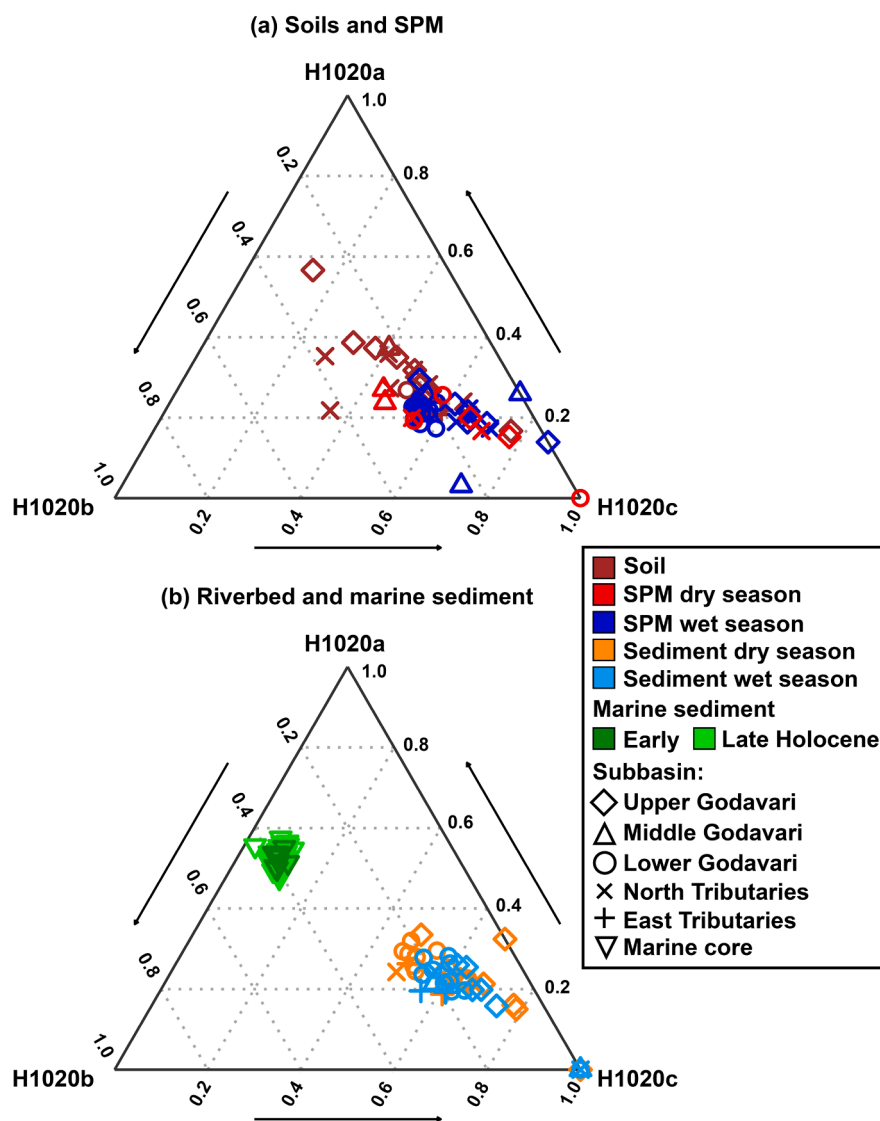 (a) Soils and SPM
H1020a
1.0
0.2
0.8
0.4
0.6
0.6
0.4
0.8
0.2
1.0
H1020b
H1020c
0.2
0.4
0.6
0.8
1.0
Soil
SPM dry season
SPM wet season
Sediment dry season
Sediment wet season
Marine sediment
Early
Late Holocene
Subbasin:
Upper Godavari
Middle Godavari
Lower Godavari
North Tributaries
East Tributaries
Marine core
(b) Riverbed and marine sediment
H1020a
1.0
0.2
0.8
0.4
0.6
0.6
0.4
0.8
0.2
1.0
H1020b
H1020c
0.2
0.4
0.6
0.8
1.0